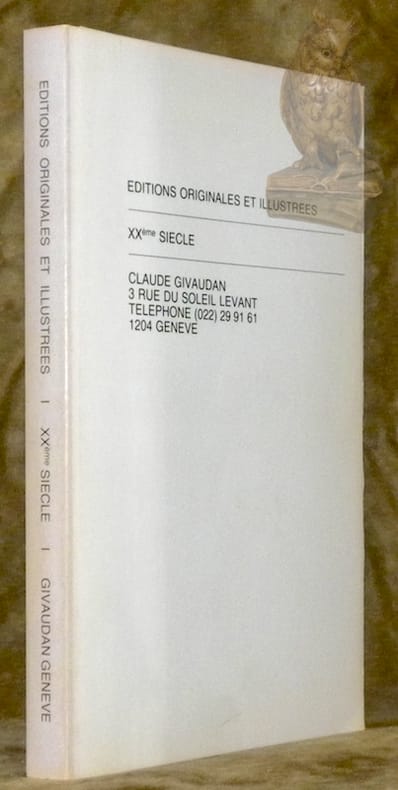 EDITIONS ORIGINALES ET ILLUSTREES
XXème SIECLE
CLAUDE GIVAUDAN
3 RUE DU SOLEIL LEVANT
TELEPHONE (022) 29 91 61
1204 GENEVE
EDITIONS ORIGINALES ET ILLUSTREES I XXème SIECLE I GIVAUDAN GENEVE